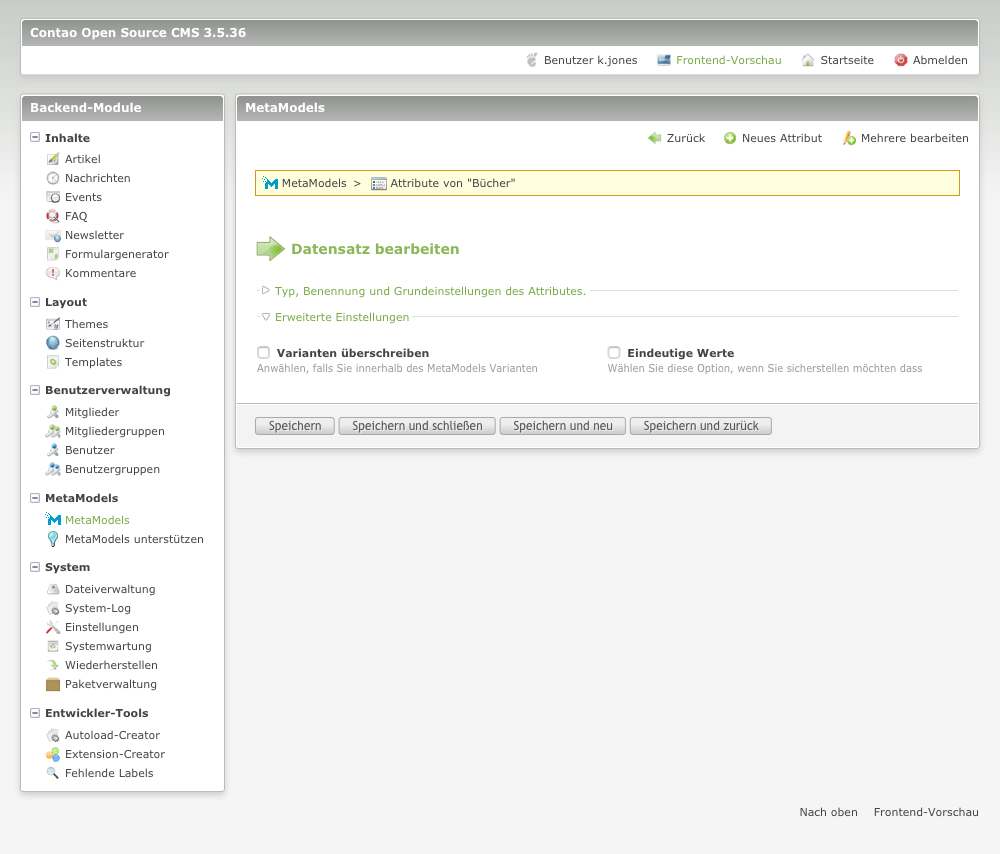 Contao Open Source CMS 3.5.36
Benutzer k.jones Frontend-Vorschau Startseite Abmelden
Backend-Module
Inhalte
Artikel
Nachrichten
Events
FAQ
Newsletter
Formulargenerator
Kommentare
Layout
Themes
Seitenstruktur
Templates
Benutzerverwaltung
Mitglieder
Mitgliedergruppen
Benutzer
Benutzergruppen
MetaModels
MetaModels
MetaModels unterstützen
System
Dateiverwaltung
System-Log
Einstellungen
Systemwartung
Wiederherstellen
Paketverwaltung
Entwickler-Tools
Autoload-Creator
Extension-Creator
Fehlende Labels
MetaModels
Zurück Neues Attribut Mehrere bearbeiten
MetaModels > Attribute von "Bücher"
Datensatz bearbeiten
Typ, Benennung und Grundeinstellungen des Attributes.
Erweiterte Einstellungen
Varianten überschreiben
Anwählen, falls Sie innerhalb des MetaModels Varianten
Eindeutige Werte
Wählen Sie diese Option, wenn Sie sicherstellen möchten dass
Speichern Speichern und schließen Speichern und neu Speichern und zurück
Nach oben Frontend-Vorschau